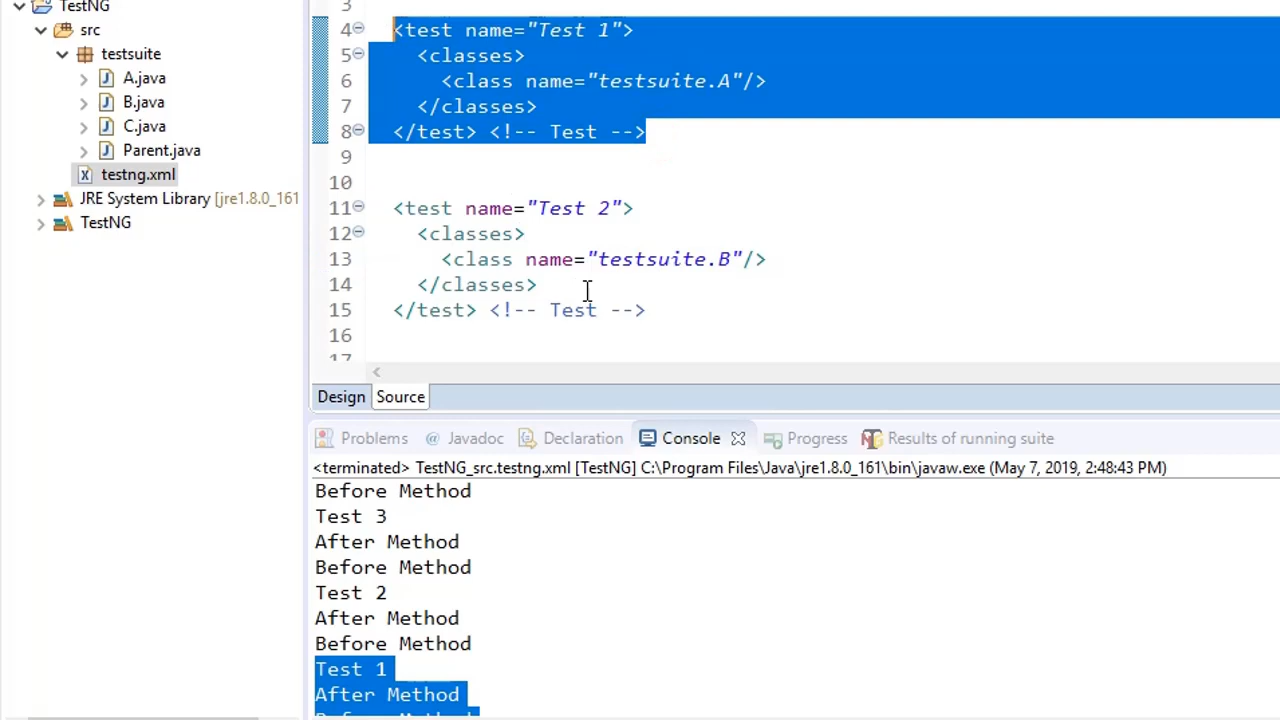 TestNG
src
testsuite
A.java
B.java
C.java
Parent.java
testng.xml
JRE System Library [jre1.8.0_161
TestNG
3
4 <test name="Test 1">
5 <classes>
6 <class name="testsuite.A"/>
7 </classes>
8 </test> <!-- Test -->
9
10
11 <test name="Test 2">
12 <classes>
13 <class name="testsuite.B"/>
14 </classes>
15 </test> <!-- Test -->
16
17
Design Source
Problems @ Javadoc Declaration Console Progress Results of running suite
<terminated> TestNG_src.testng.xml [TestNG] C:\Program Files\Java\jre1.8.0_161\bin\javaw.exe (May 7, 2019, 2:48:43 PM)
Before Method
Test 3
After Method
Before Method
Test 2
After Method
Before Method
Test 1
After Method